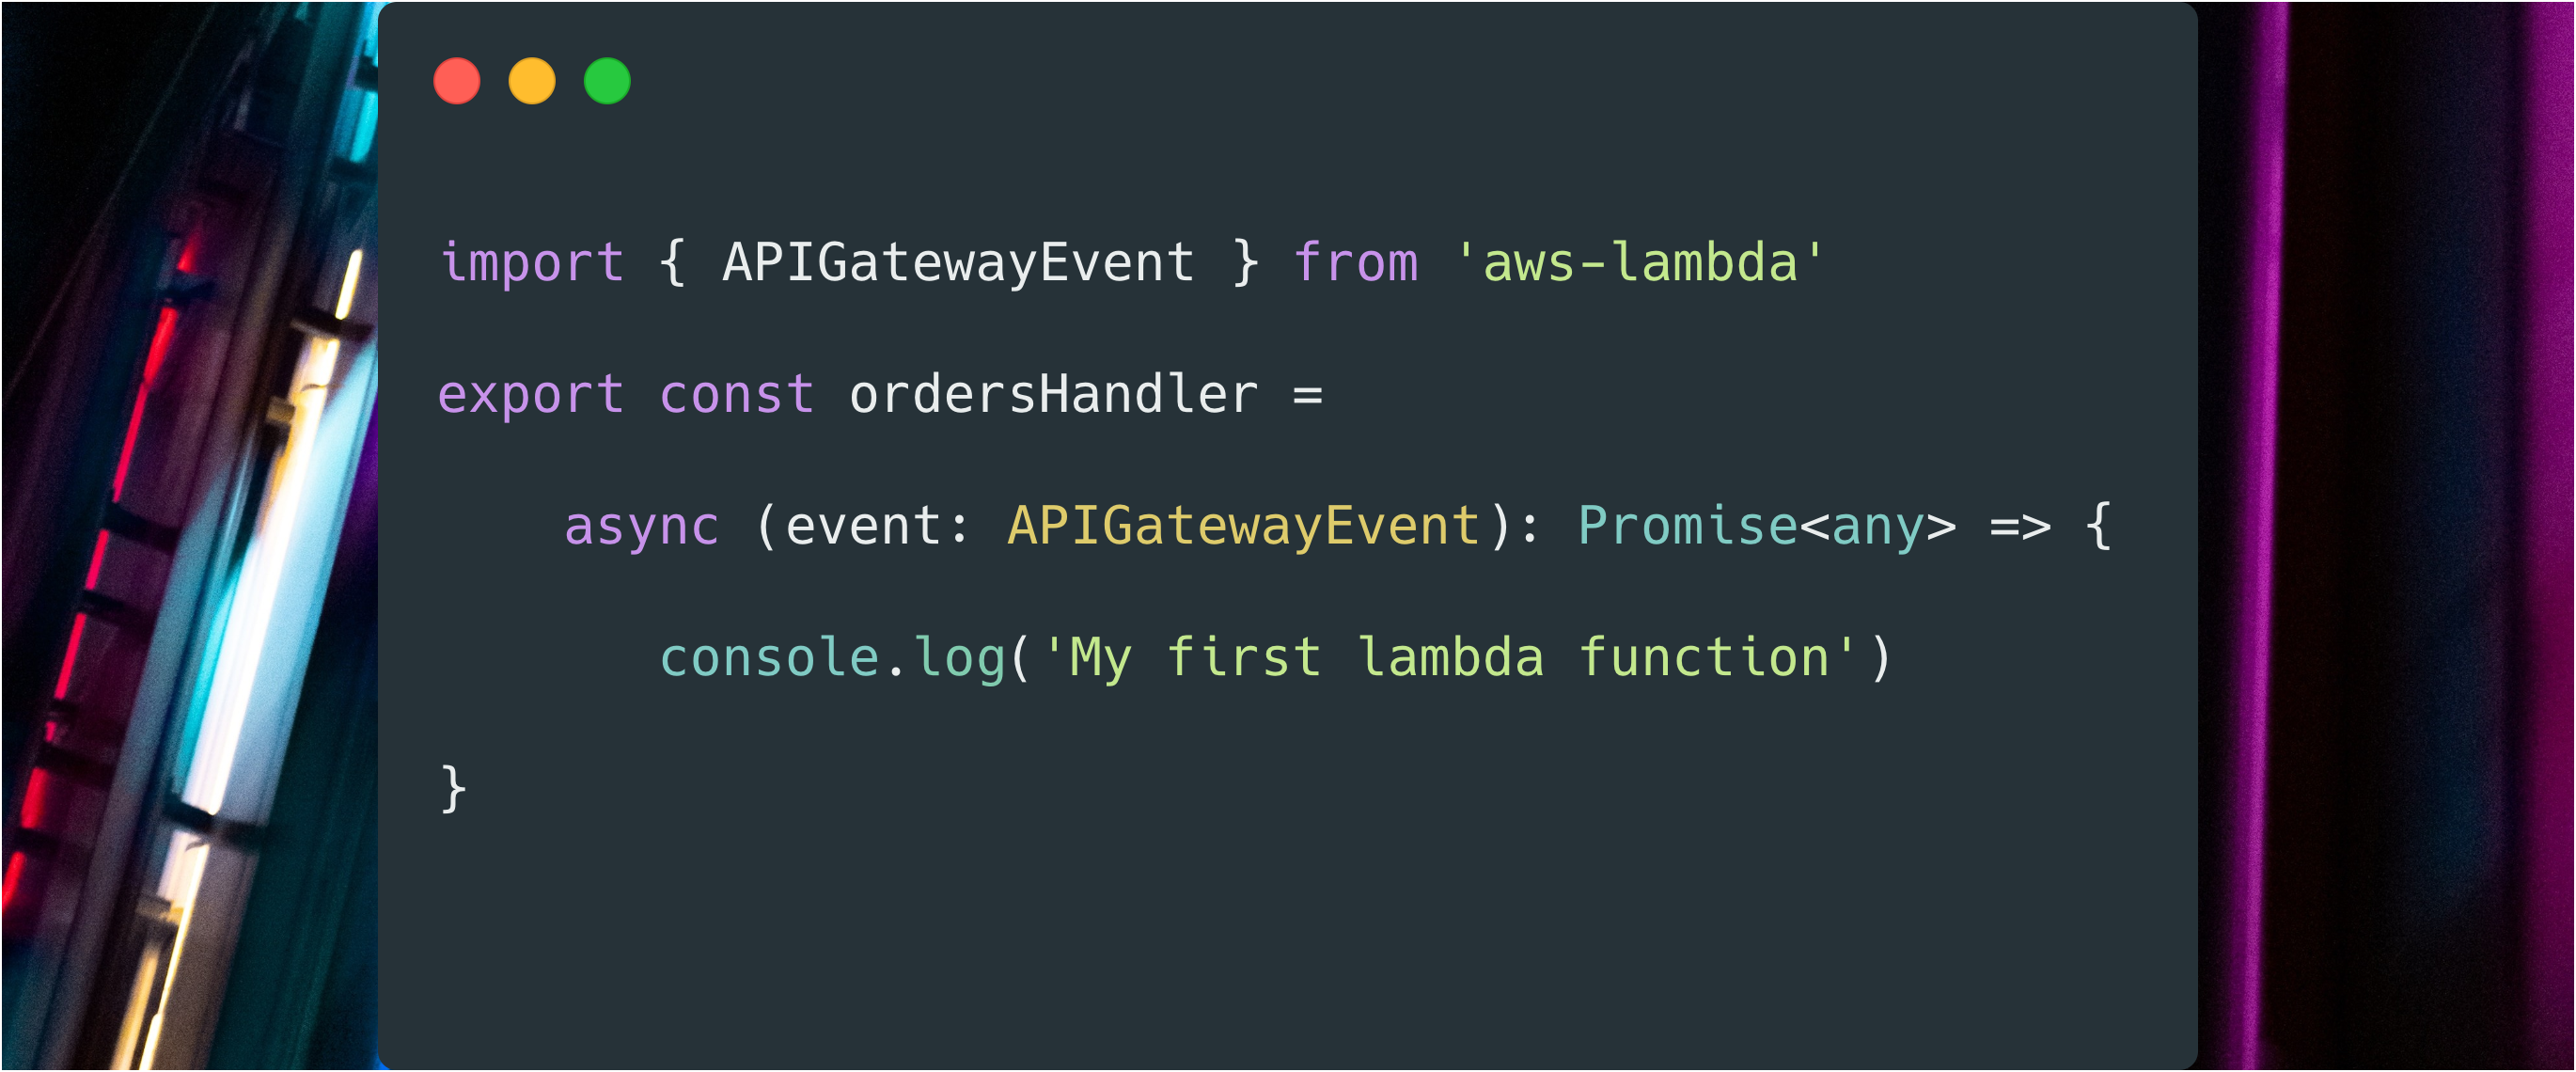 import { APIGatewayEvent } from 'aws-lambda'
export const ordersHandler =
    async (event: APIGatewayEvent): Promise<any> => {
       console.log('My first lambda function')
}